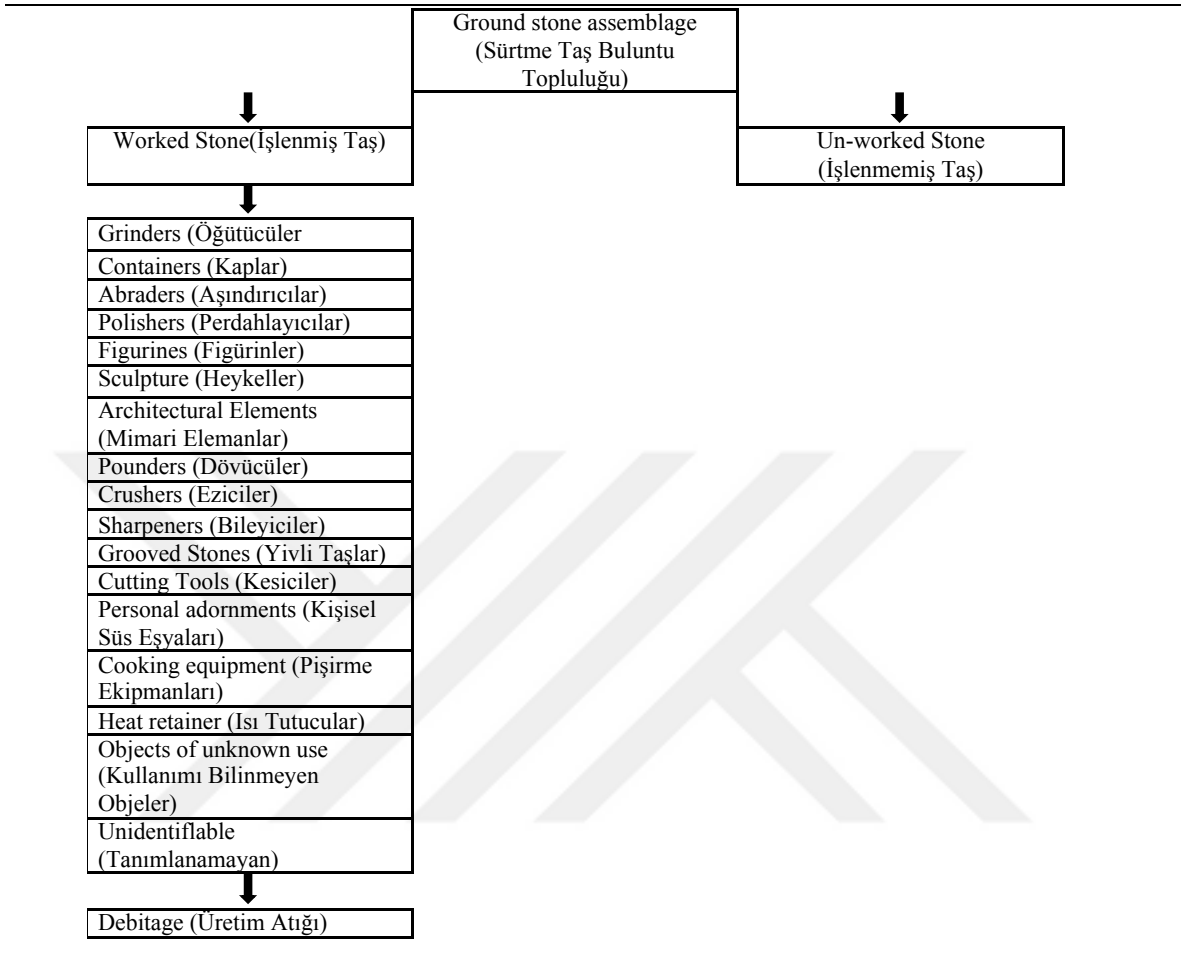 Ground stone assemblage
(Sürtme Taş Buluntu
Topluluğu)
Worked Stone(İşlenmiş Taş)
Un-worked Stone
(İşlenmemiş Taş)
Grinders (Öğütücüler
Containers (Kaplar)
Abraders (Aşındırıcılar)
Polishers (Perdahlayıcılar)
Figurines (Figürinler)
Sculpture (Heykeller)
Architectural Elements
(Mimari Elemanlar)
Pounders (Dövücüler)
Crushers (Eziciler)
Sharpeners (Bileyiciler)
Grooved Stones (Yivli Taşlar)
Cutting Tools (Kesiciler)
Personal adornments (Kişisel
Süs Eşyaları)
Cooking equipment (Pişirme
Ekipmanları)
Heat retainer (Isı Tutucular)
Objects of unknown use
(Kullanımı Bilinmeyen
Objeler)
Unidentiflable
(Tanımlanamayan)
Debitage (Üretim Atığı)